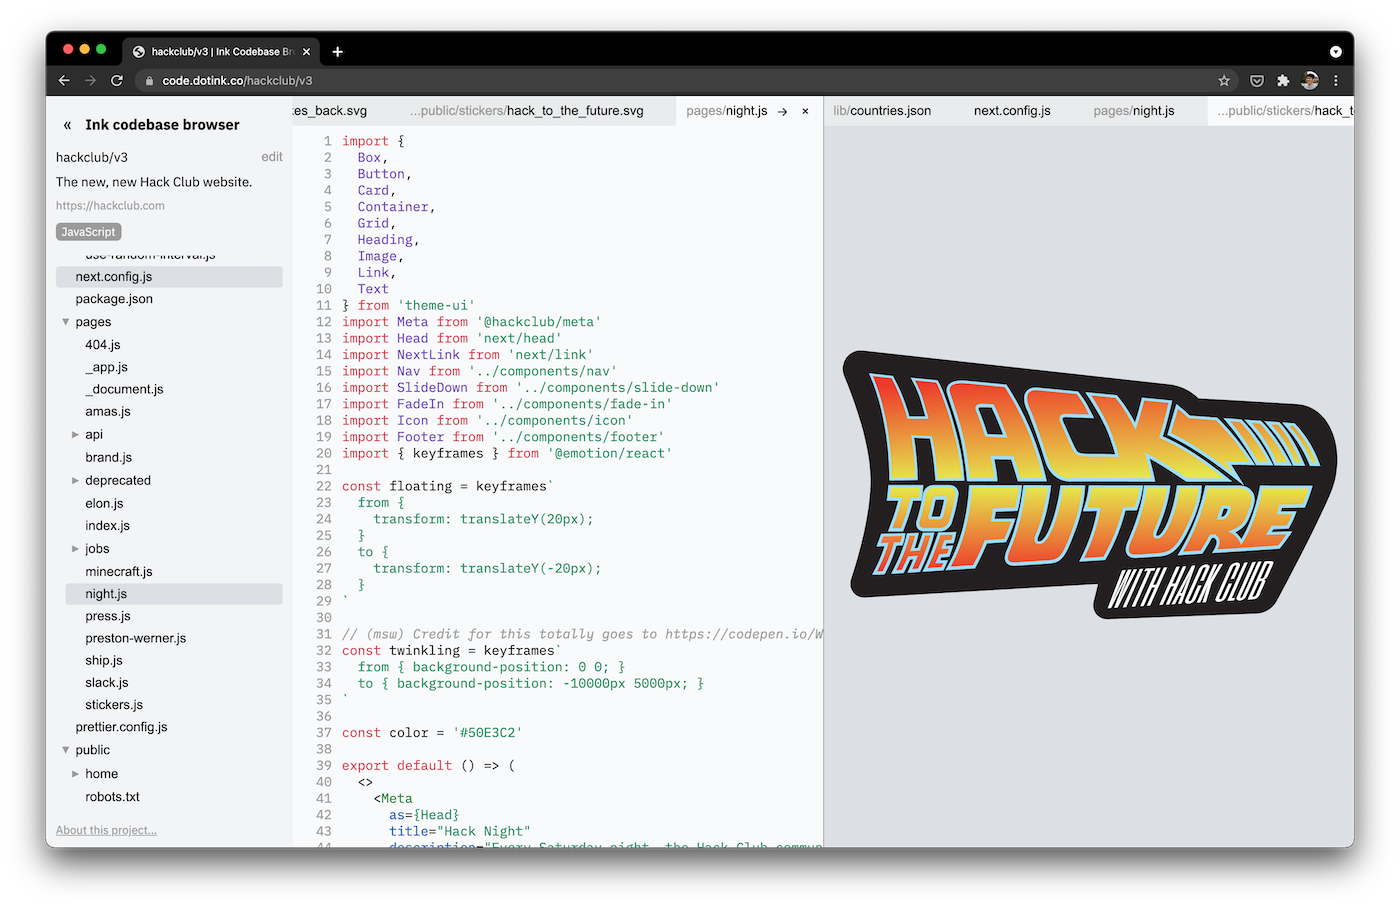 hackclub/v3 | Ink Codebase Br
code.dotink.co/hackclub/v3
« Ink codebase browser
hackclub/v3 edit
The new, new Hack Club website.
https://hackclub.com
JavaScript
use-random-interval.js
next.config.js
package.json
pages
404.js
_app.js
_document.js
amas.js
api
brand.js
deprecated
elon.js
index.js
jobs
minecraft.js
night.js
press.js
preston-werner.js
ship.js
slack.js
stickers.js
prettier.config.js
public
home
robots.txt
About this project...
kes_back.svg ...public/stickers/hack_to_the_future.svg pages/night.js → ×
1 import {
2 Box,
3 Button,
4 Card,
5 Container,
6 Grid,
7 Heading,
8 Image,
9 Link,
10 Text
11 } from 'theme-ui'
12 import Meta from '@hackclub/meta'
13 import Head from 'next/head'
14 import NextLink from 'next/link'
15 import Nav from '../components/nav'
16 import SlideDown from '../components/slide-down'
17 import FadeIn from '../components/fade-in'
18 import Icon from '../components/icon'
19 import Footer from '../components/footer'
20 import { keyframes } from '@emotion/react'
21
22 const floating = keyframes`
23 from {
24 transform: translateY(20px);
25 }
26 to {
27 transform: translateY(-20px);
28 }
29 `
30
31 // (msw) Credit for this totally goes to https://codepen.io/W
32 const twinkling = keyframes`
33 from { background-position: 0 0; }
34 to { background-position: -10000px 5000px; }
35 `
36
37 const color = '#50E3C2'
38
39 export default () => (
40 <>
41 <Meta
42 as={Head}
43 title="Hack Night"
44 description="Every Saturday night, the Hack Club commun
lib/countries.json next.config.js pages/night.js ...public/stickers/hack_t
HACK
TO THE FUTURE
WITH HACK CLUB